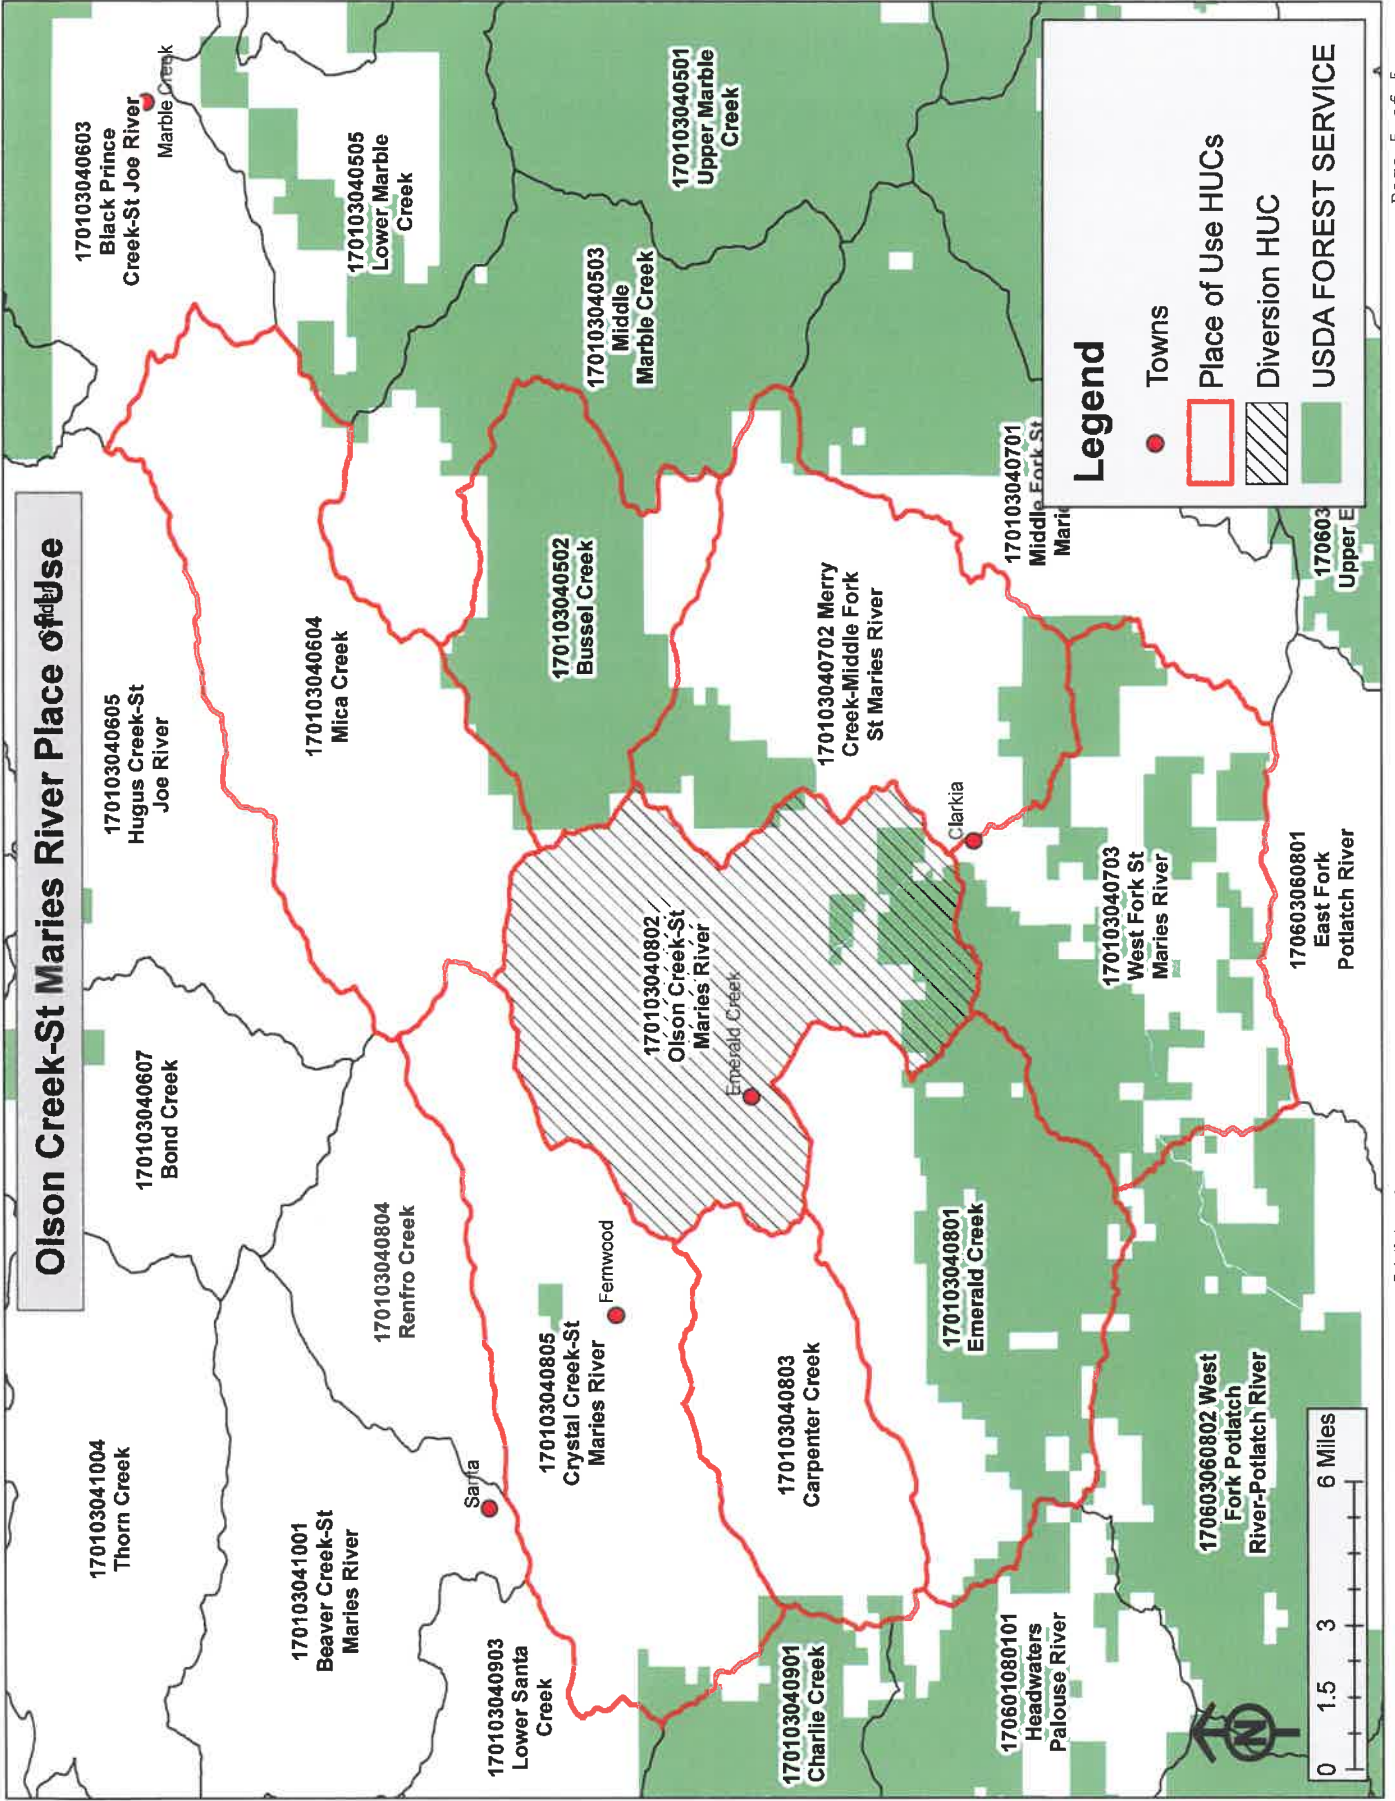 Olson Creek-St Maries River Place of Use
170103040603
Black Prince
Creek-St Joe River
Marble Creek
170103040505
Lower Marble
Creek
170103040501
Upper Marble
Creek
170103040503
Middle
Marble Creek
170103040605
Hugus Creek-St
Joe River
170103040604
Mica Creek
170103040502
Bussel Creek
170103040702 Merry
Creek-Middle Fork
St Maries River
170103040701
Middle Fork St
Marie
170603
Upper E
170103040607
Bond Creek
170103040802
Olson Creek-St
Maries River
Emerald Creek
Clarkia
170103040703
West Fork St
Maries River
170603060801
East Fork
Potlatch River
170103041004
Thorn Creek
170103040804
Renfro Creek
170103041001
Beaver Creek-St
Maries River
Santa
170103040805
Crystal Creek-St
Maries River
Fernwood
170103040803
Carpenter Creek
170103040801
Emerald Creek
170103040903
Lower Santa
Creek
170103040901
Charlie Creek
170601080101
Headwaters
Palouse River
170603060802 West
Fork Potlatch
River-Potlatch River
Legend
Towns
Place of Use HUCs
Diversion HUC
USDA FOREST SERVICE
N
0 1.5 3 6 Miles